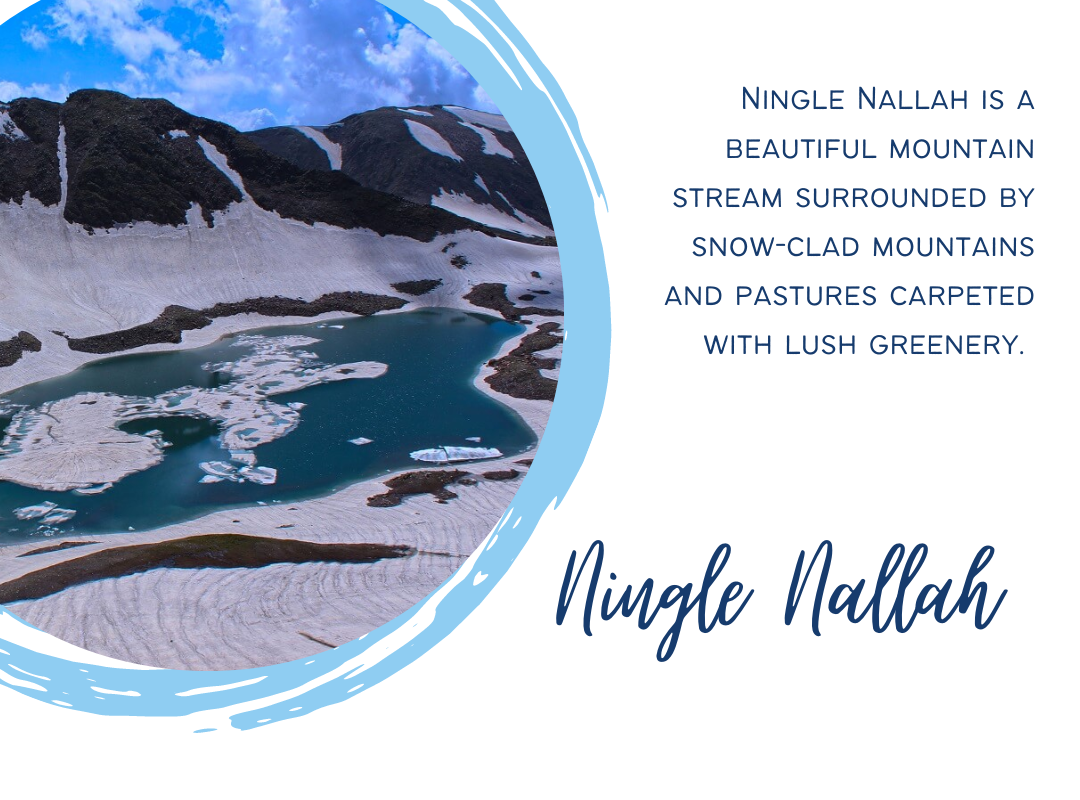 Ningle Nallah is a
beautiful mountain
stream surrounded by
snow-clad mountains
and pastures carpeted
with lush greenery.
Ningle Nallah